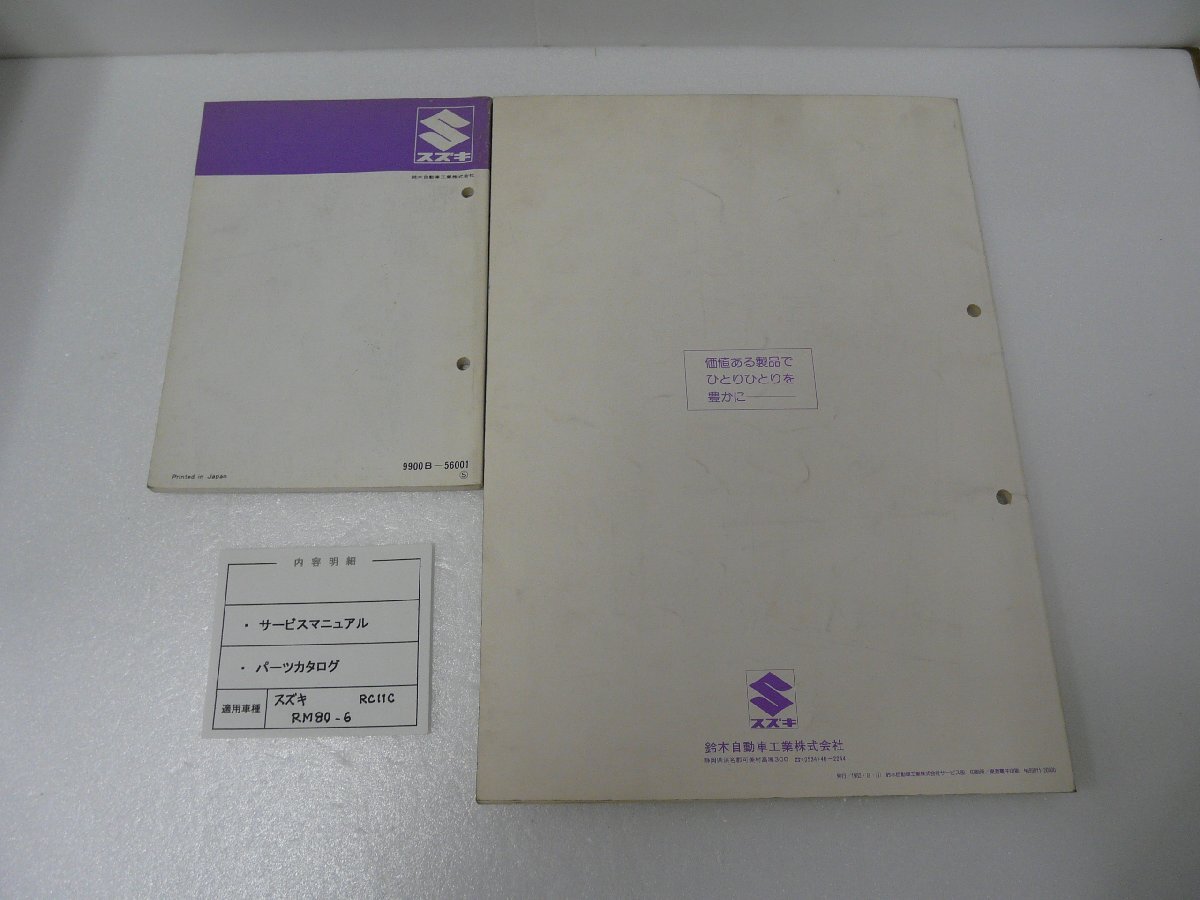 スズキ
鈴木自動車工業株式会社
9900B-56001
Ⓢ
Printed in Japan
価値ある製品で
ひとりひとりを
豊かに———
スズキ
鈴木自動車工業株式会社
内容明細
・ サービスマニュアル
・ パーツカタログ
適用車種
スズキ RC11C
RM80-6